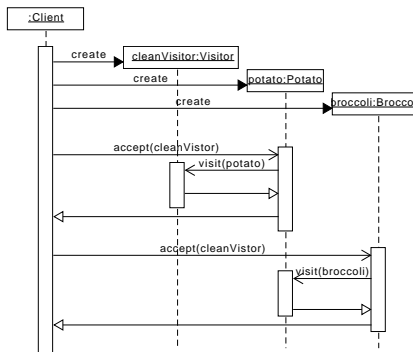 :Client
create
cleanVisitor:Visitor
create
potato:Potato
create
broccoli:Brocco
accept(cleanVistor)
visit(potato)
accept(cleanVistor)
visit(broccoli)